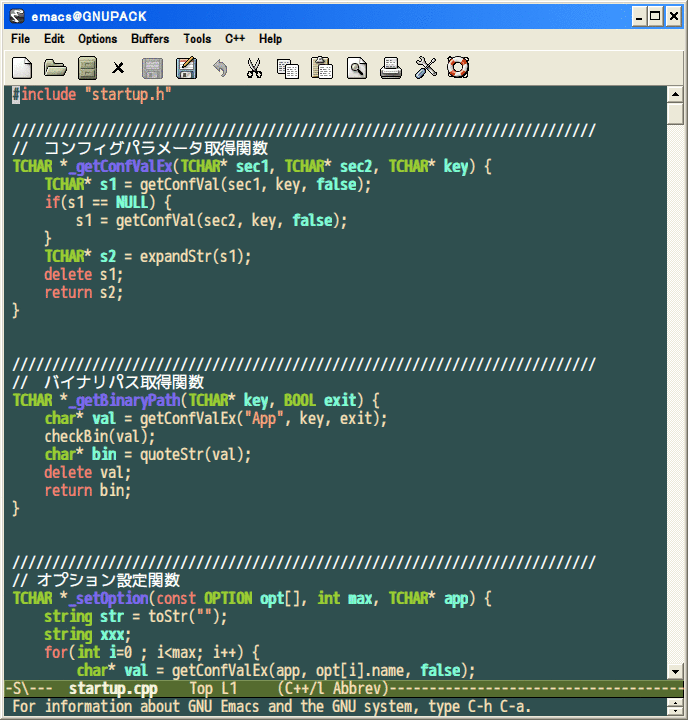 emacs@GNUPACK
File Edit Options Buffers Tools C++ Help
#include "startup.h"
/////////////////////////////////////////////////////////////////////////
//　コンフィグパラメータ取得関数
TCHAR *_getConfValEx(TCHAR* sec1, TCHAR* sec2, TCHAR* key) {
    TCHAR* s1 = getConfVal(sec1, key, false);
    if(s1 == NULL) {
        s1 = getConfVal(sec2, key, false);
    }
    TCHAR* s2 = expandStr(s1);
    delete s1;
    return s2;
}
/////////////////////////////////////////////////////////////////////////
//　バイナリパス取得関数
TCHAR *_getBinaryPath(TCHAR* key, BOOL exit) {
    char* val = getConfValEx("App", key, exit);
    checkBin(val);
    char* bin = quoteStr(val);
    delete val;
    return bin;
}
/////////////////////////////////////////////////////////////////////////
// オプション設定関数
TCHAR *_setOption(const OPTION opt[], int max, TCHAR* app) {
    string str = toStr("");
    string xxx;
    for(int i=0 ; i<max; i++) {
        char* val = getConfValEx(app, opt[i].name, false);
-S\--- startup.cpp Top L1 (C++/l Abbrev)-------------------------------------
For information about GNU Emacs and the GNU system, type C-h C-a.